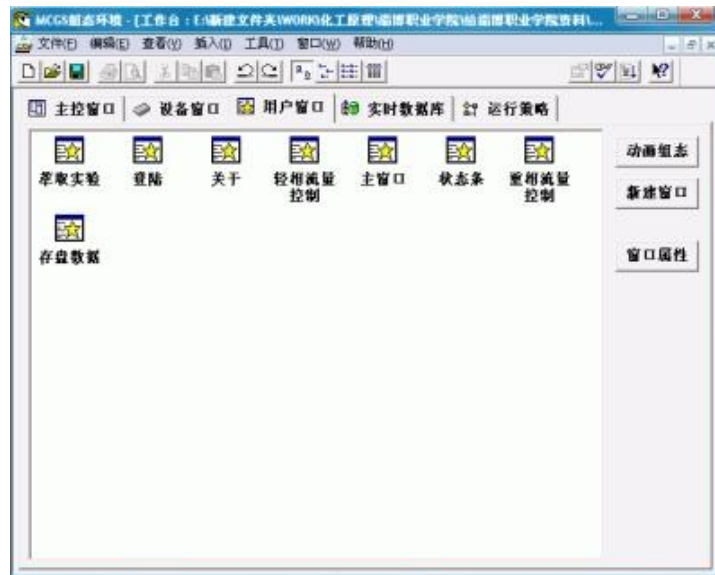 MCGS组态环境 - [工作台：E:\新建文件夹\WORK\化工原理\淄博职业学院\给淄博职业学院资料\...
文件(F) 编辑(E) 查看(V) 插入(I) 工具(T) 窗口(W) 帮助(H)
主控窗口 设备窗口 用户窗口 实时数据库 运行策略
萃取实验 登陆 关于 轻相流量控制 主窗口 状态条 重相流量控制
存盘数据
动画组态
新建窗口
窗口属性